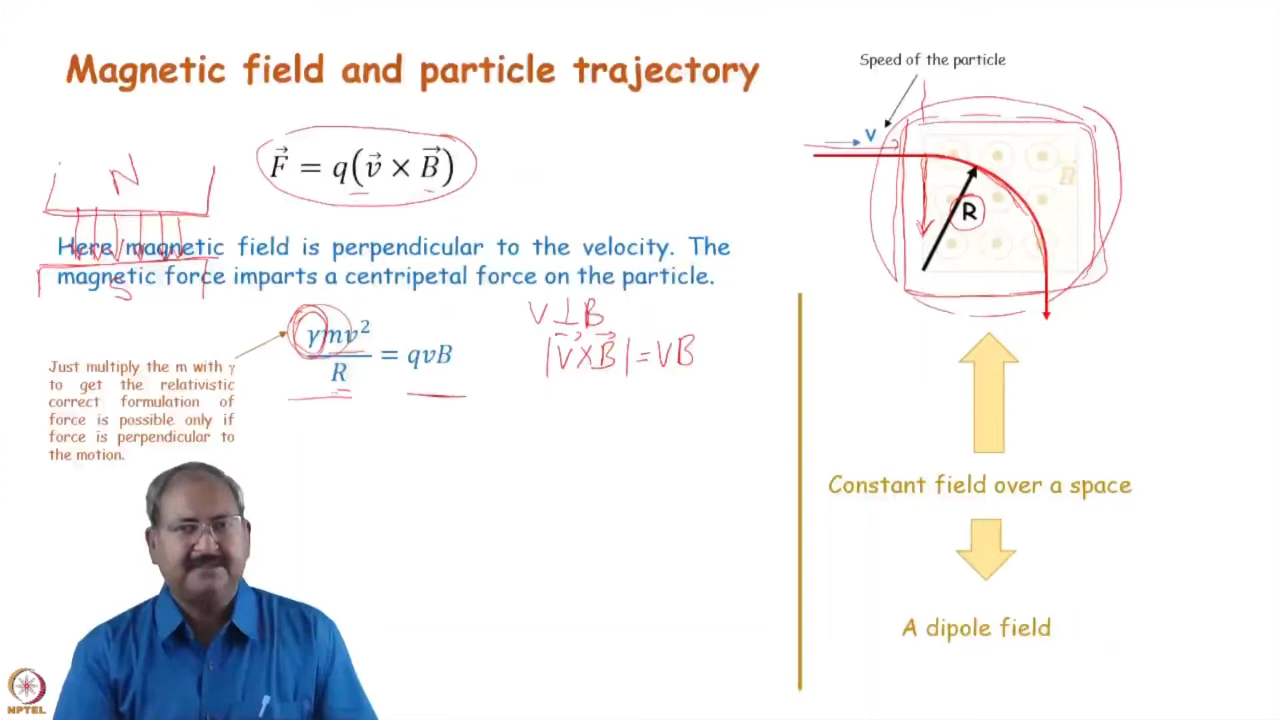 Magnetic field and particle trajectory
Speed of the particle
v
B
R
N
F⃗ = q(v⃗ × B⃗)
Here magnetic field is perpendicular to the velocity. The
magnetic force imparts a centripetal force on the particle.
S
V ⊥ B
|V⃗ × B⃗| = VB
γmv²/R = qvB
Just multiply the m with γ
to get the relativistic
correct formulation of
force is possible only if
force is perpendicular to
the motion.
Constant field over a space
A dipole field
NPTEL